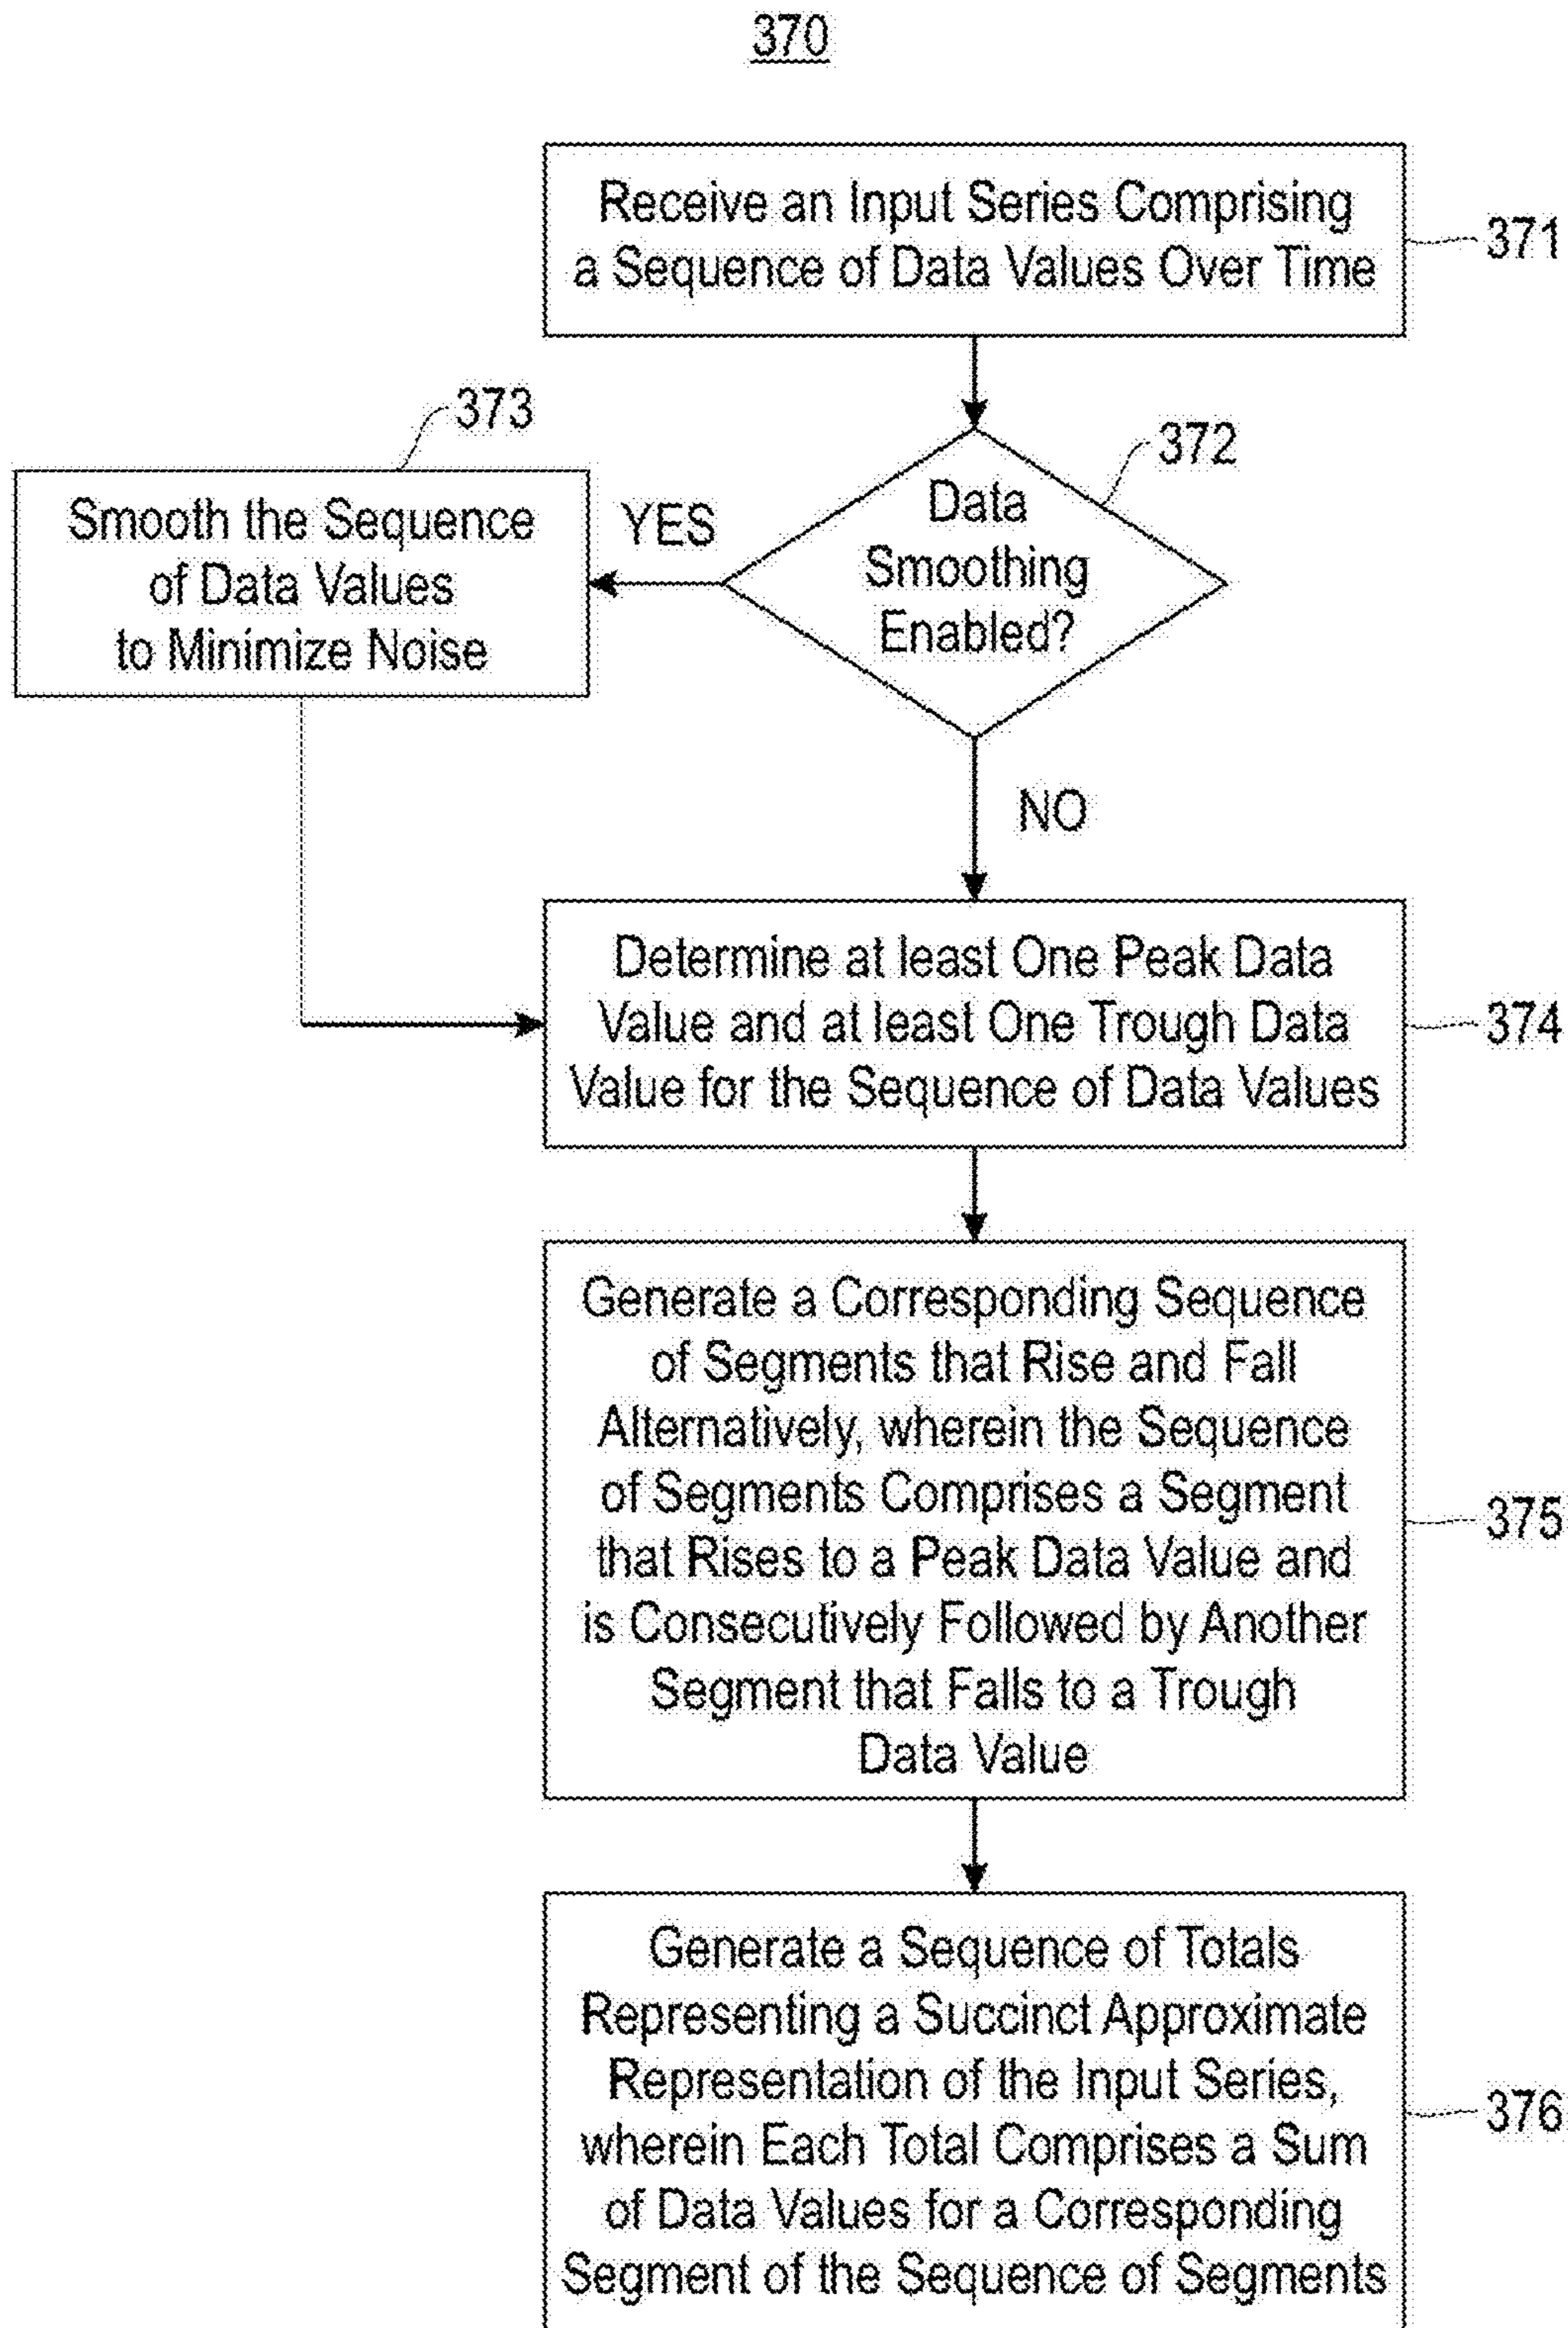 370
Receive an Input Series Comprising
a Sequence of Data Values Over Time
371
372
Data
Smoothing
Enabled?
YES
373
Smooth the Sequence
of Data Values
to Minimize Noise
NO
Determine at least One Peak Data
Value and at least One Trough Data
Value for the Sequence of Data Values
374
Generate a Corresponding Sequence
of Segments that Rise and Fall
Alternatively, wherein the Sequence
of Segments Comprises a Segment
that Rises to a Peak Data Value and
is Consecutively Followed by Another
Segment that Falls to a Trough
Data Value
375
Generate a Sequence of Totals
Representing a Succinct Approximate
Representation of the Input Series,
wherein Each Total Comprises a Sum
of Data Values for a Corresponding
Segment of the Sequence of Segments
376